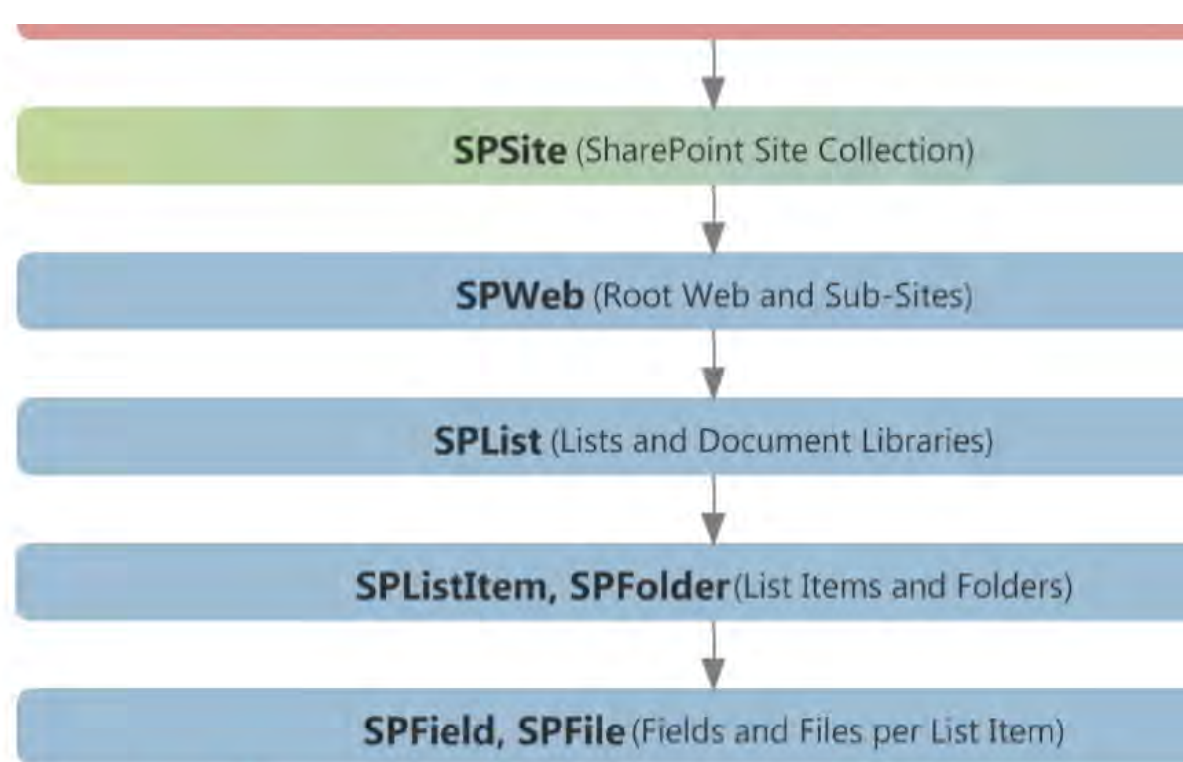 SPSite (SharePoint Site Collection)
SPWeb (Root Web and Sub-Sites)
SPList (Lists and Document Libraries)
SPListItem, SPFolder (List Items and Folders)
SPField, SPFile (Fields and Files per List Item)